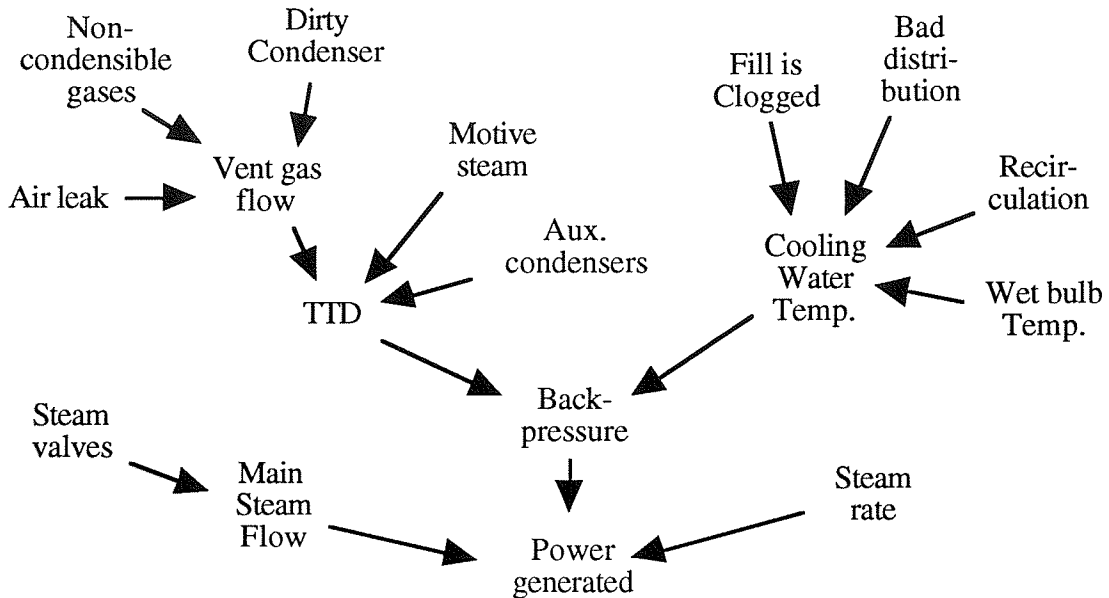 Non-
condensible
gases
Dirty
Condenser
Fill is
Clogged
Bad
distri-
bution
Motive
steam
Vent gas
flow
Air leak
Recir-
culation
Aux.
condensers
Cooling
Water
Temp.
TTD
Wet bulb
Temp.
Back-
pressure
Steam
valves
Main
Steam
Flow
Steam
rate
Power
generated